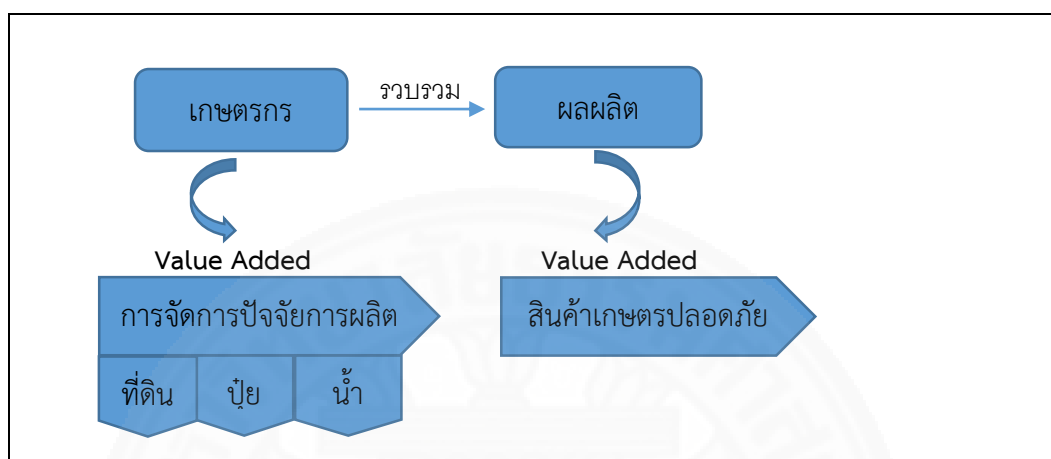 เกษตรกร
รวบรวม
ผลผลิต
Value Added
Value Added
การจัดการปัจจัยการผลิต
สินค้าเกษตรปลอดภัย
ที่ดิน
ปุ๋ย
น้ำ